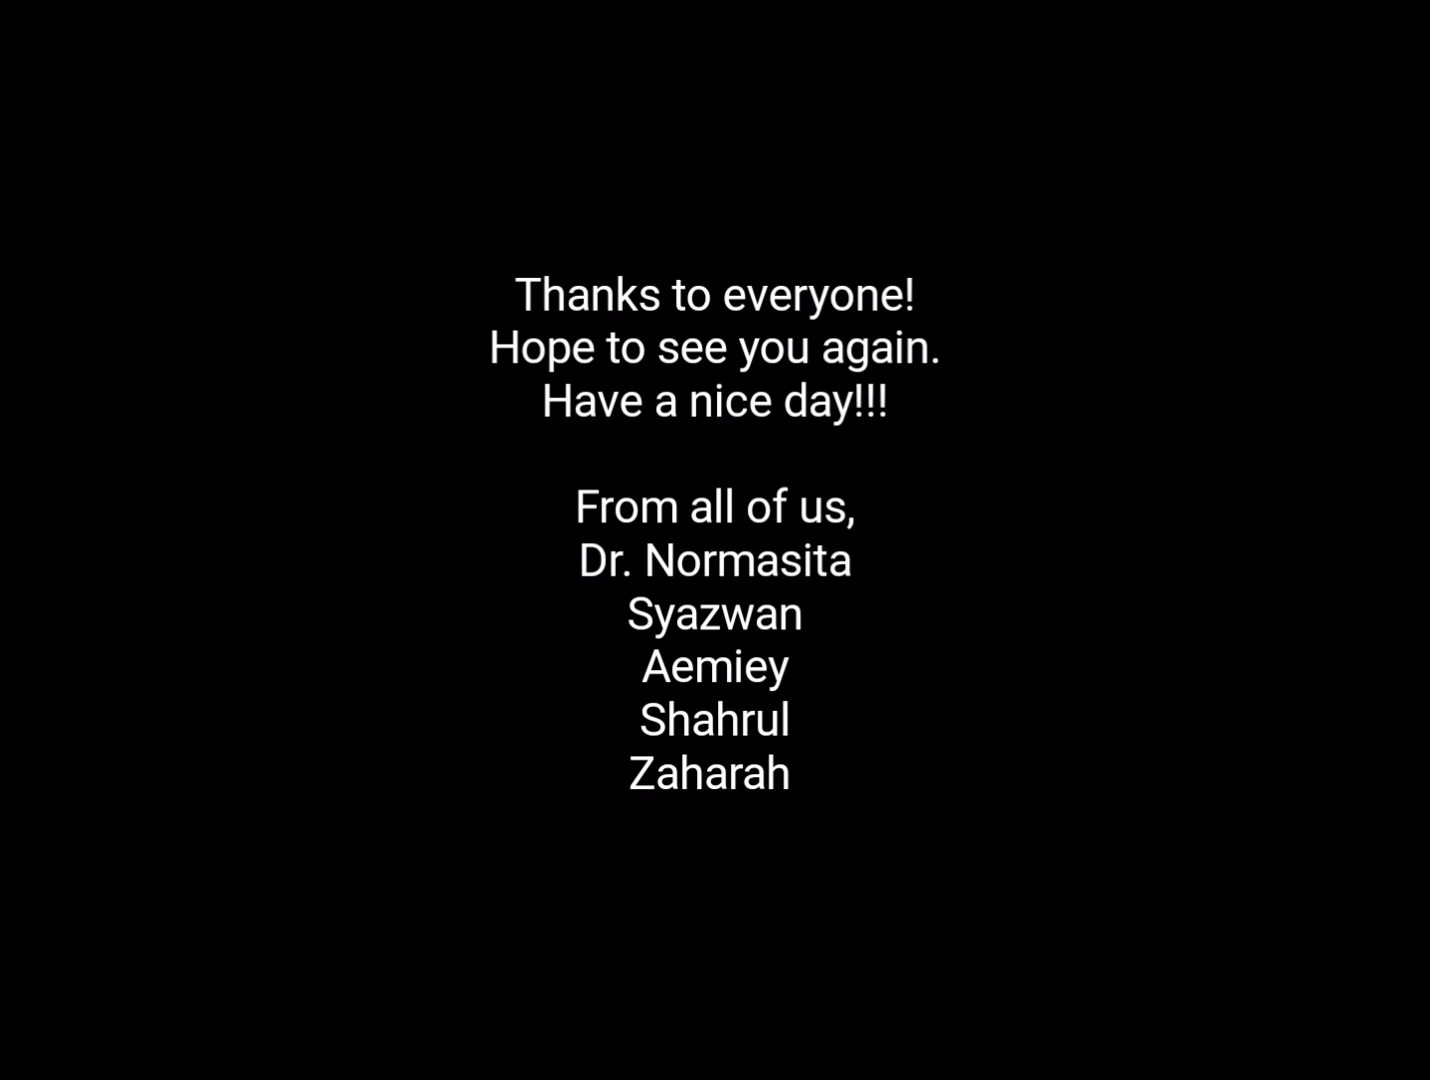 Thanks to everyone!
Hope to see you again.
Have a nice day!!!
From all of us,
Dr. Normasita
Syazwan
Aemiey
Shahrul
Zaharah